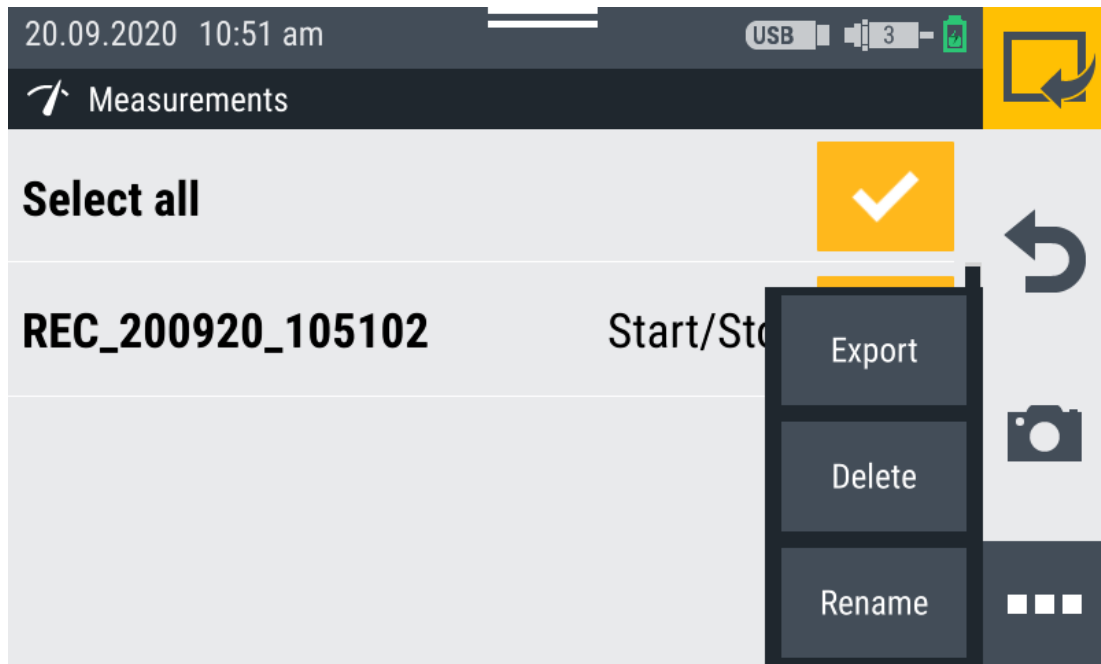 20.09.2020 10:51 am
USB
3
Measurements
Select all
REC_200920_105102
Start/Sto
Export
Delete
Rename